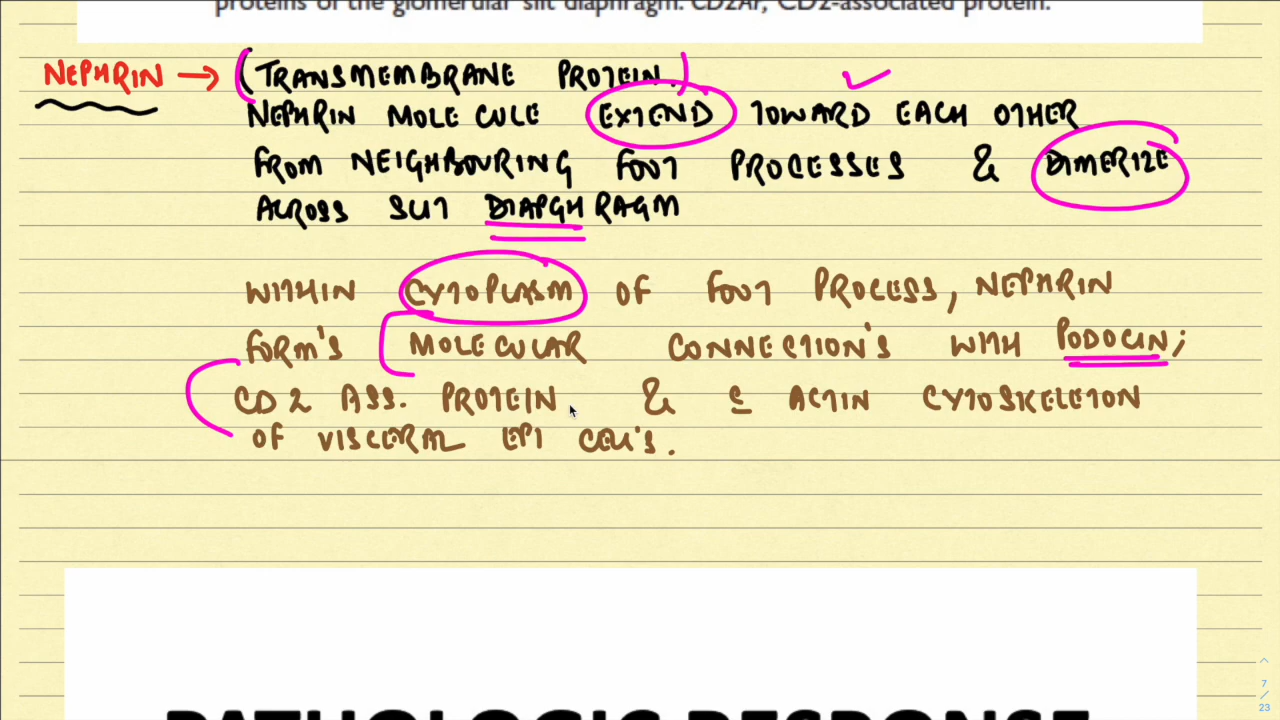 proteins of the glomerular slit diaphragm. CD2AP, CD2-associated protein.
NEPHRIN → (TRANSMEMBRANE PROTEIN.)
NEPHRIN MOLECULE EXTEND TOWARD EACH OTHER
FROM NEIGHBOURING FOOT PROCESSES & DIMERIZE
ACROSS SLIT DIAPGHRAGM
WITHIN CYTOPLASM OF FOOT PROCESS, NEPHRIN
FORM'S MOLECULAR CONNECTION'S WITH PODOCIN;
CD2 ASS. PROTEIN & c̲ ACTIN CYTOSKELETON
OF VISCERAL EPI CELL'S.
7
/
23
PATHOLOGIC RESPONSE